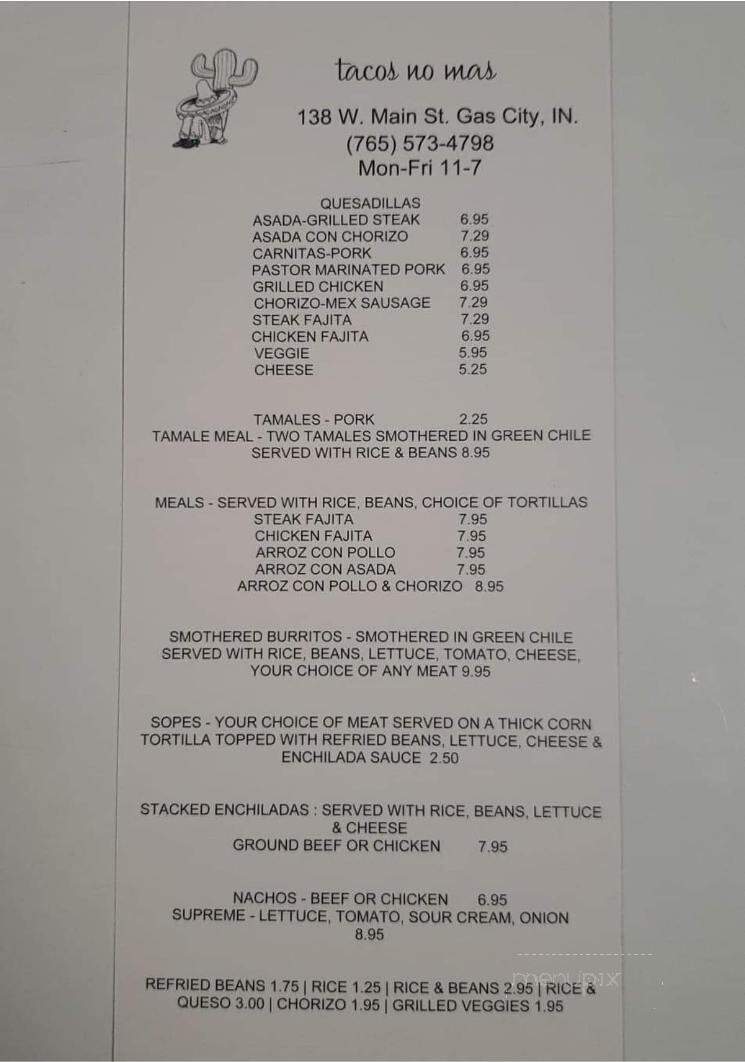 tacos no mas
138 W. Main St. Gas City, IN.
(765) 573-4798
Mon-Fri 11-7
QUESADILLAS
ASADA-GRILLED STEAK 6.95
ASADA CON CHORIZO 7.29
CARNITAS-PORK 6.95
PASTOR MARINATED PORK 6.95
GRILLED CHICKEN 6.95
CHORIZO-MEX SAUSAGE 7.29
STEAK FAJITA 7.29
CHICKEN FAJITA 6.95
VEGGIE 5.95
CHEESE 5.25
TAMALES - PORK 2.25
TAMALE MEAL - TWO TAMALES SMOTHERED IN GREEN CHILE
SERVED WITH RICE & BEANS 8.95
MEALS - SERVED WITH RICE, BEANS, CHOICE OF TORTILLAS
STEAK FAJITA 7.95
CHICKEN FAJITA 7.95
ARROZ CON POLLO 7.95
ARROZ CON ASADA 7.95
ARROZ CON POLLO & CHORIZO 8.95
SMOTHERED BURRITOS - SMOTHERED IN GREEN CHILE
SERVED WITH RICE, BEANS, LETTUCE, TOMATO, CHEESE,
YOUR CHOICE OF ANY MEAT 9.95
SOPES - YOUR CHOICE OF MEAT SERVED ON A THICK CORN
TORTILLA TOPPED WITH REFRIED BEANS, LETTUCE, CHEESE &
ENCHILADA SAUCE 2.50
STACKED ENCHILADAS : SERVED WITH RICE, BEANS, LETTUCE
& CHEESE
GROUND BEEF OR CHICKEN 7.95
NACHOS - BEEF OR CHICKEN 6.95
SUPREME - LETTUCE, TOMATO, SOUR CREAM, ONION
8.95
menupix
REFRIED BEANS 1.75 | RICE 1.25 | RICE & BEANS 2.95 | RICE &
QUESO 3.00 | CHORIZO 1.95 | GRILLED VEGGIES 1.95